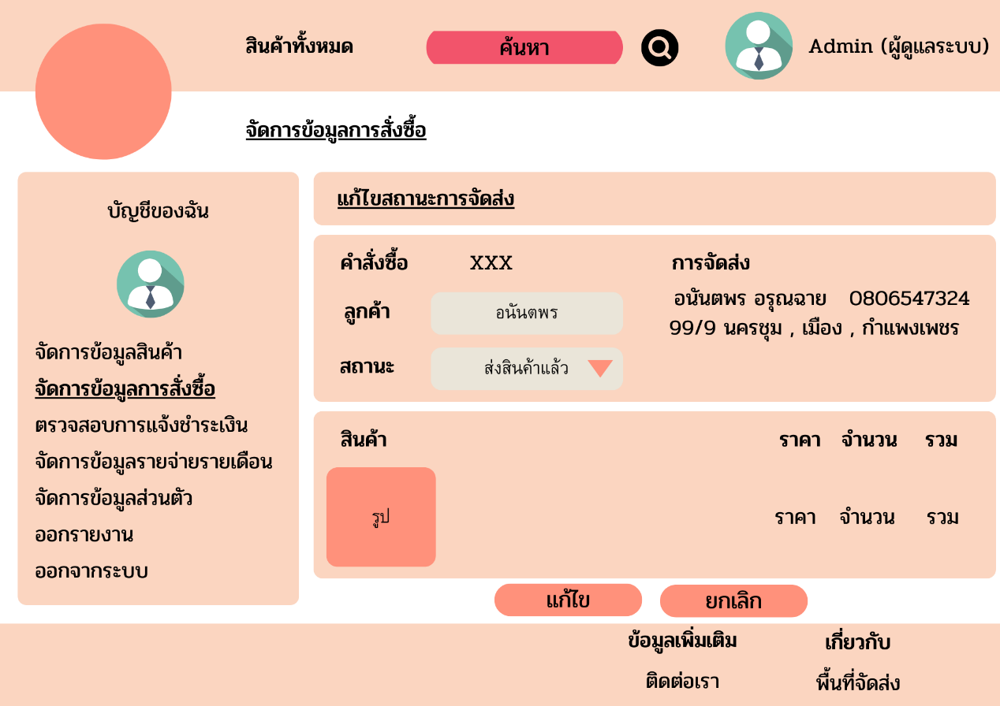 สินค้าทั้งหมด
ค้นหา
Admin (ผู้ดูแลระบบ)
จัดการข้อมูลการสั่งซื้อ
บัญชีของฉัน
จัดการข้อมูลสินค้า
จัดการข้อมูลการสั่งซื้อ
ตรวจสอบการแจ้งชำระเงิน
จัดการข้อมูลรายจ่ายรายเดือน
จัดการข้อมูลส่วนตัว
ออกรายงาน
ออกจากระบบ
แก้ไขสถานะการจัดส่ง
คำสั่งซื้อ XXX
ลูกค้า อนันตพร
สถานะ ส่งสินค้าแล้ว
การจัดส่ง
อนันตพร อรุณฉาย 0806547324
99/9 นครชุม , เมือง , กำแพงเพชร
สินค้า ราคา จำนวน รวม
รูป ราคา จำนวน รวม
แก้ไข ยกเลิก
ข้อมูลเพิ่มเติม เกี่ยวกับ
ติดต่อเรา พื้นที่จัดส่ง